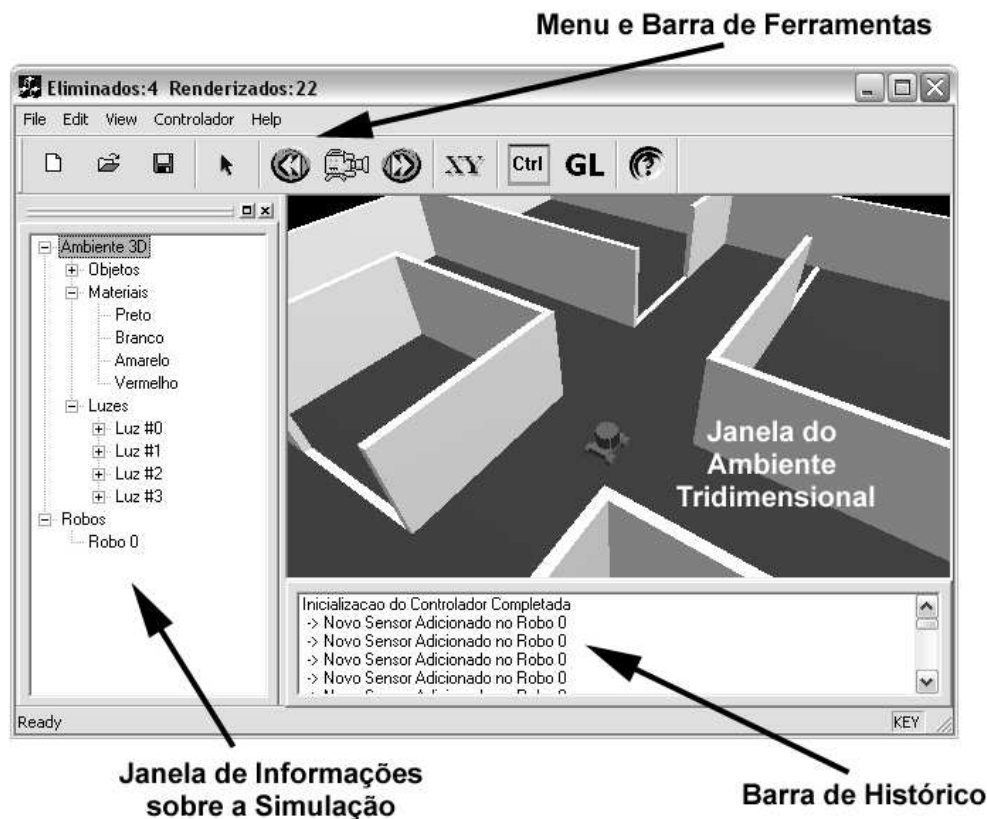 Menu e Barra de Ferramentas
Eliminados:4 Renderizados:22
File Edit View Controlador Help
XY Ctrl GL ?
Ambiente 3D
Objetos
Materiais
Preto
Branco
Amarelo
Vermelho
Luzes
Luz #0
Luz #1
Luz #2
Luz #3
Robos
Robo 0
Janela do
Ambiente
Tridimensional
Inicializacao do Controlador Completada
-> Novo Sensor Adicionado no Robo 0
-> Novo Sensor Adicionado no Robo 0
-> Novo Sensor Adicionado no Robo 0
-> Novo Sensor Adicionado no Robo 0
Ready KEY
Janela de Informações
sobre a Simulação
Barra de Histórico